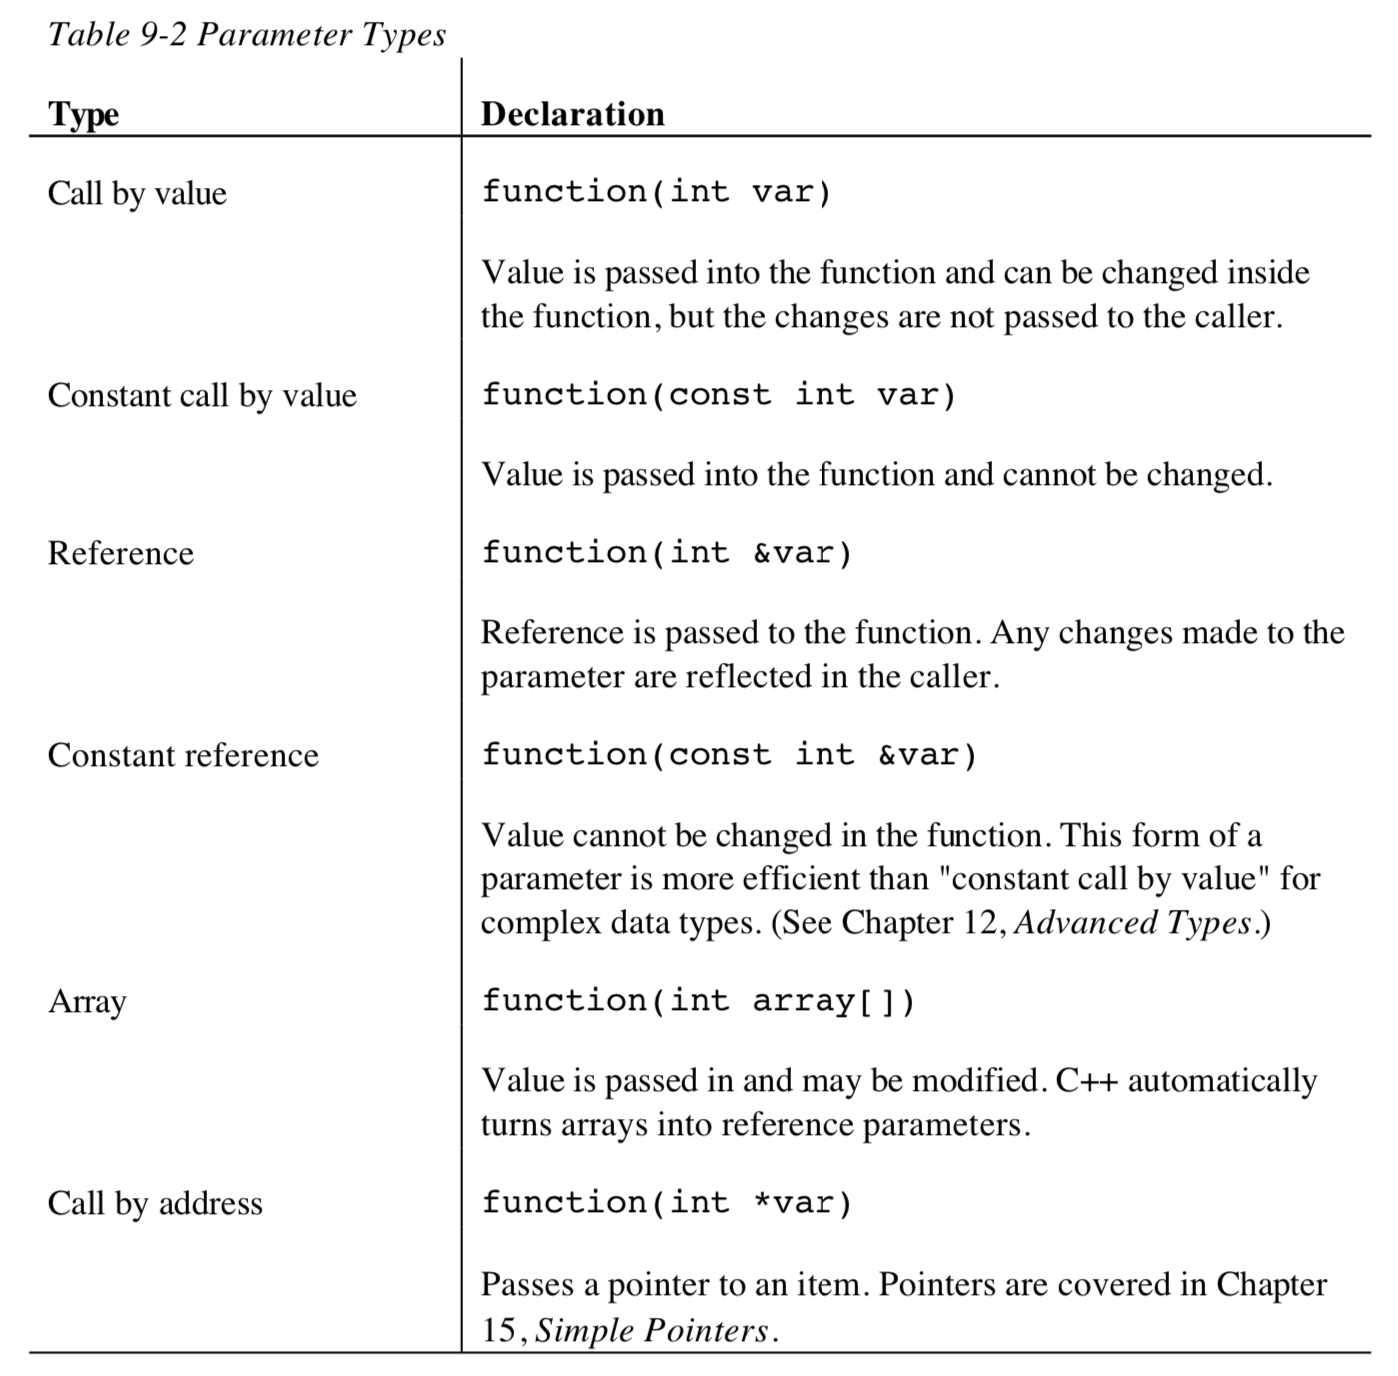 Table 9-2 Parameter Types
Type Declaration
Call by value function(int var)
Value is passed into the function and can be changed inside
the function, but the changes are not passed to the caller.
Constant call by value function(const int var)
Value is passed into the function and cannot be changed.
Reference function(int &var)
Reference is passed to the function. Any changes made to the
parameter are reflected in the caller.
Constant reference function(const int &var)
Value cannot be changed in the function. This form of a
parameter is more efficient than "constant call by value" for
complex data types. (See Chapter 12, Advanced Types.)
Array function(int array[])
Value is passed in and may be modified. C++ automatically
turns arrays into reference parameters.
Call by address function(int *var)
Passes a pointer to an item. Pointers are covered in Chapter
15, Simple Pointers.